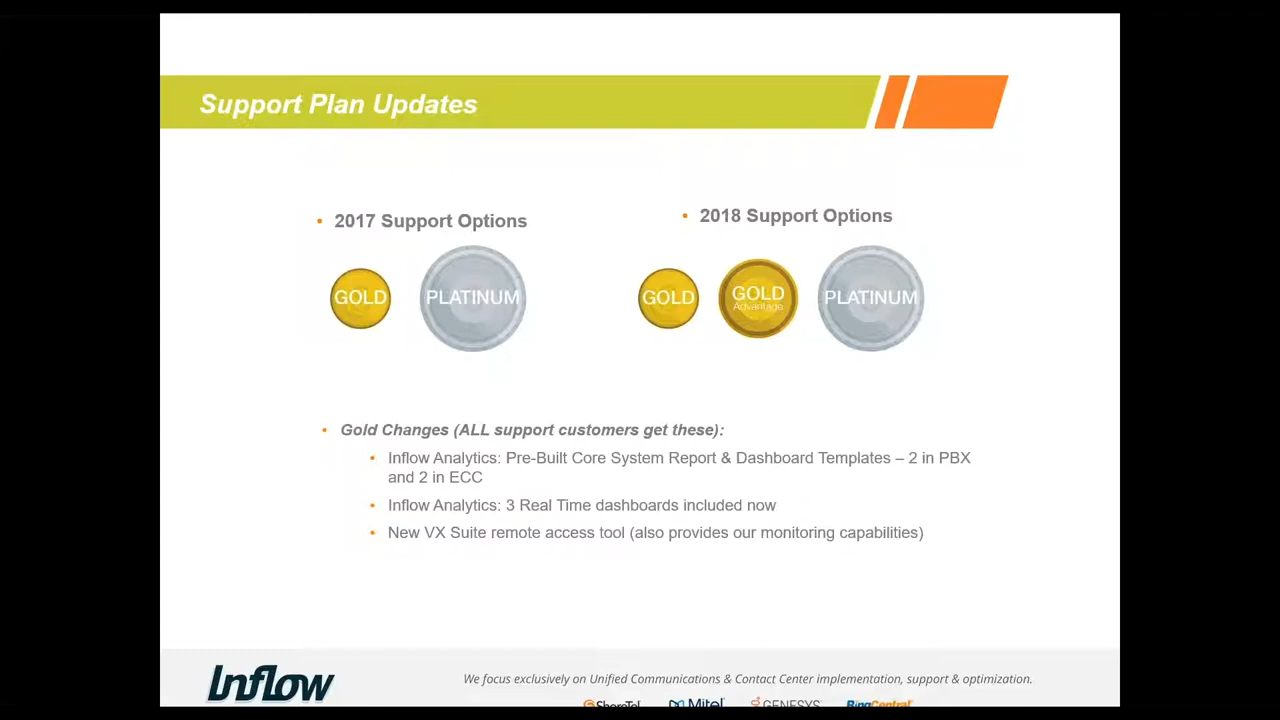 Support Plan Updates
• 2017 Support Options
• 2018 Support Options
GOLD
PLATINUM
GOLD
GOLD
Advantage
PLATINUM
• Gold Changes (ALL support customers get these):
• Inflow Analytics: Pre-Built Core System Report & Dashboard Templates – 2 in PBX
and 2 in ECC
• Inflow Analytics: 3 Real Time dashboards included now
• New VX Suite remote access tool (also provides our monitoring capabilities)
Inflow
We focus exclusively on Unified Communications & Contact Center implementation, support & optimization.
ShoreTel Mitel GENESYS RingCentral